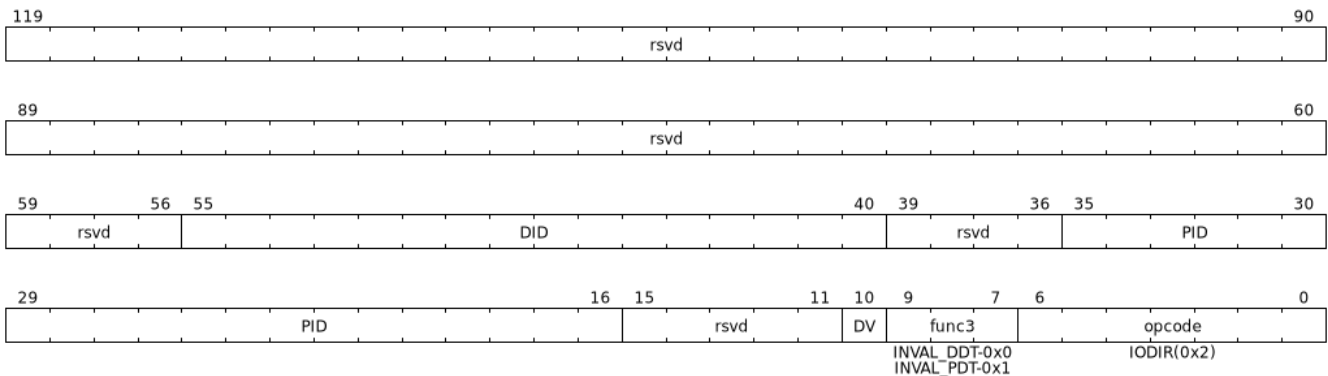 119 90
rsvd
89 60
rsvd
59 56 55 40 39 36 35 30
rsvd DID rsvd PID
29 16 15 11 10 9 7 6 0
PID rsvd DV func3 opcode
INVAL_DDT-0x0 IODIR(0x2)
INVAL_PDT-0x1